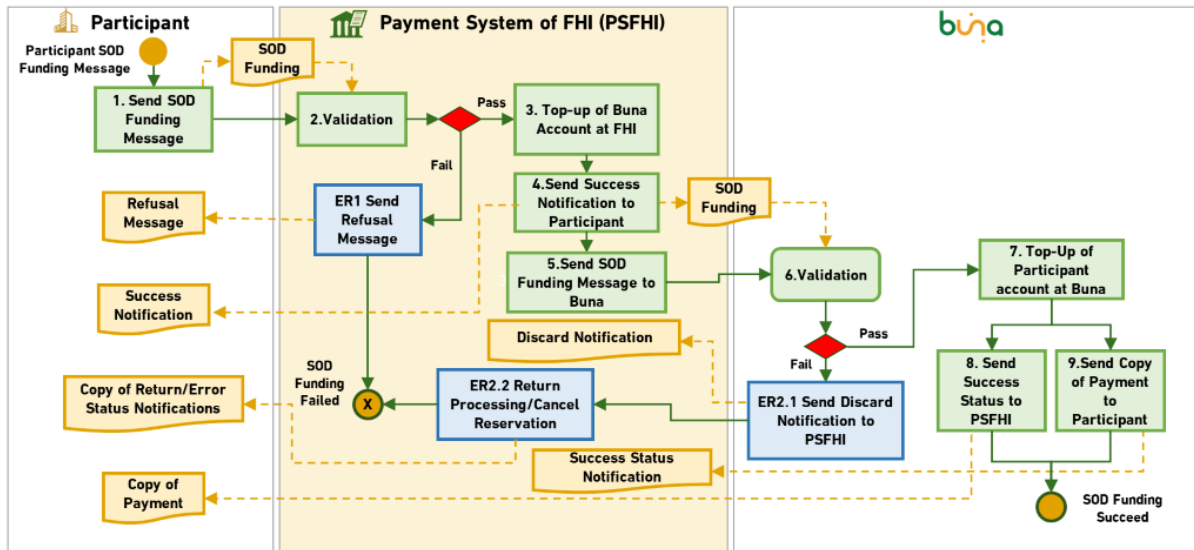 Participant
Payment System of FHI (PSFHI)
buna
Participant SOD
Funding Message
SOD
Funding
1. Send SOD
Funding
Message
2.Validation
Pass
Fail
3. Top-up of Buna
Account at FHI
Refusal
Message
ER1 Send
Refusal
Message
4.Send Success
Notification to
Participant
SOD
Funding
5.Send SOD
Funding Message to
Buna
6.Validation
7. Top-Up of
Participant
account at Buna
Success
Notification
Discard Notification
Pass
Fail
SOD
Funding
Failed
X
Copy of Return/Error
Status Notifications
ER2.2 Return
Processing/Cancel
Reservation
ER2.1 Send Discard
Notification to
PSFHI
8. Send
Success
Status to
PSFHI
9.Send Copy
of Payment
to
Participant
Success Status
Notification
Copy of
Payment
SOD Funding
Succeed